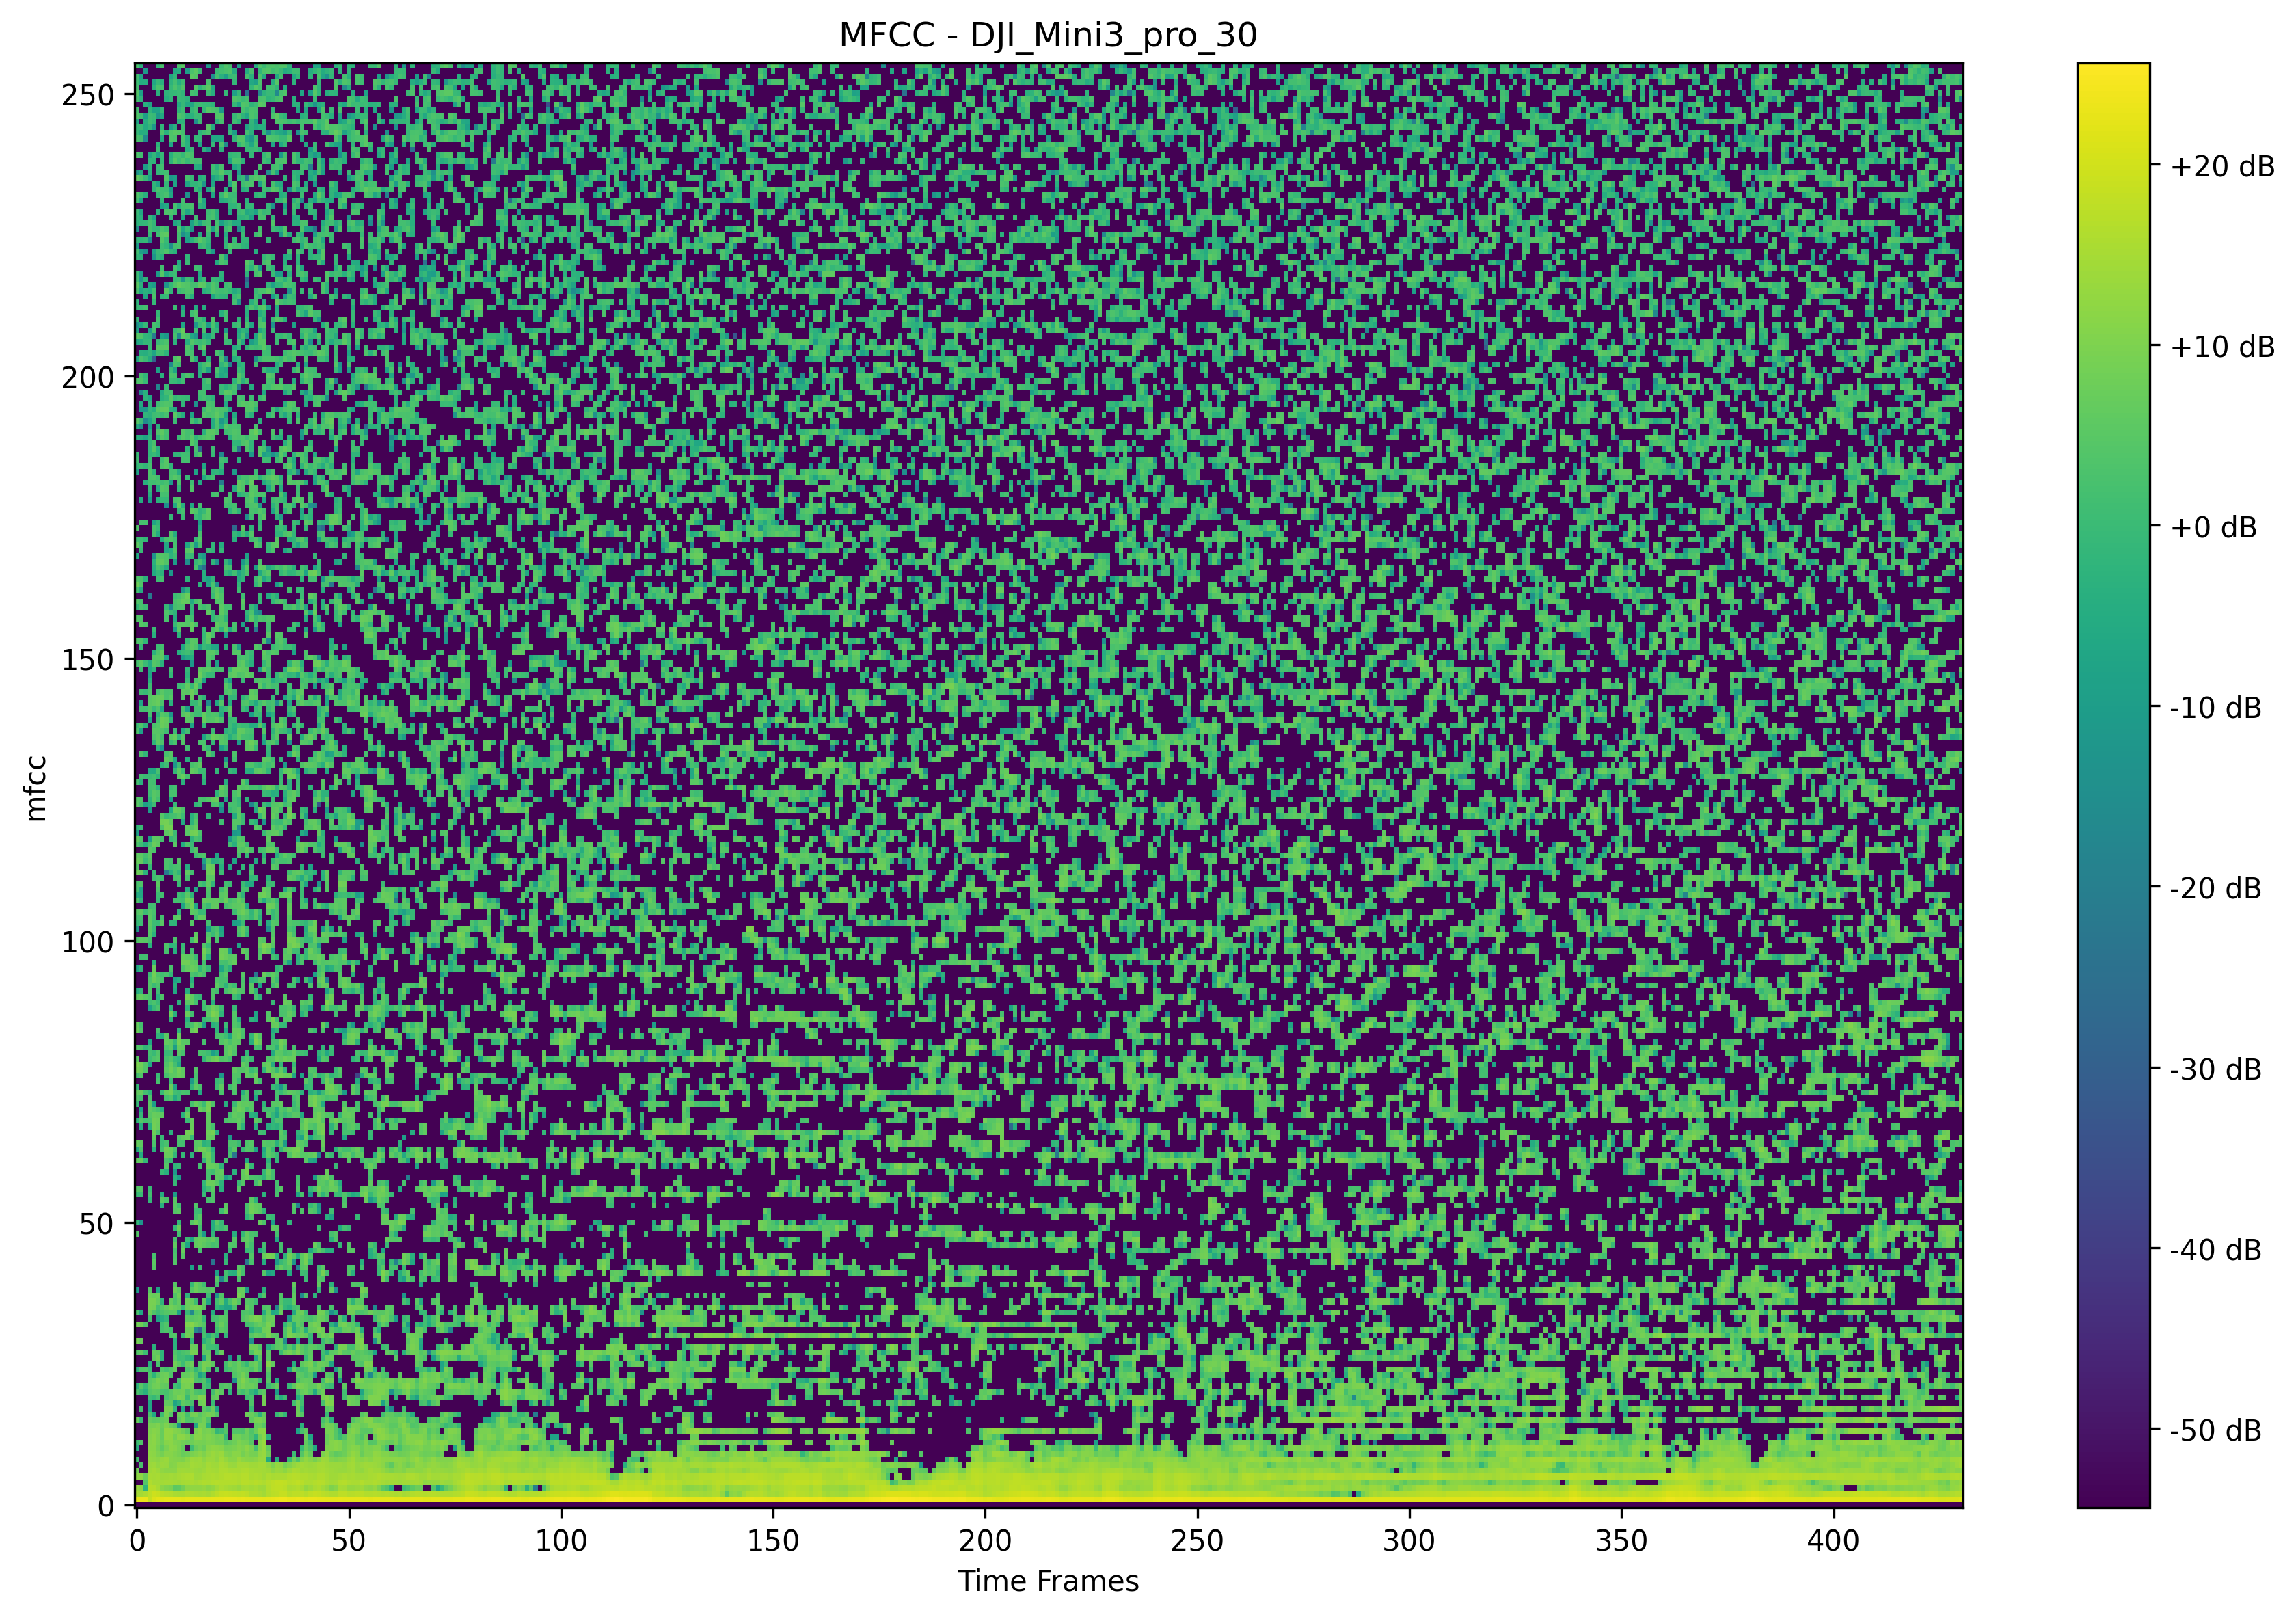 MFCC - DJI_Mini3_pro_30
250
200
150
100
50
0
mfcc
0 50 100 150 200 250 300 350 400
Time Frames
+20 dB
+10 dB
+0 dB
-10 dB
-20 dB
-30 dB
-40 dB
-50 dB